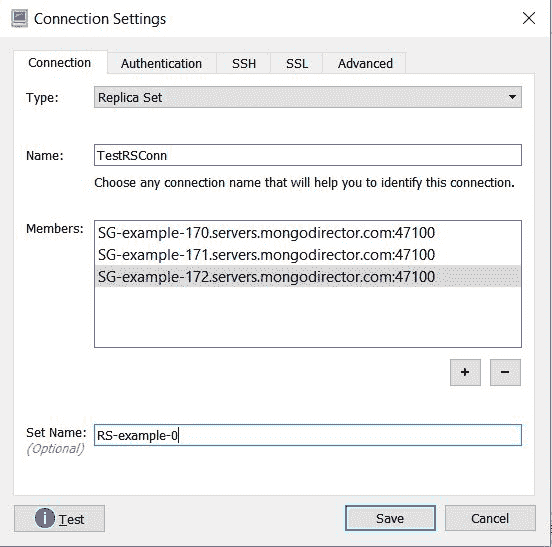 Connection Settings
Connection Authentication SSH SSL Advanced
Type: Replica Set
Name: TestRSConn
Choose any connection name that will help you to identify this connection.
Members: SG-example-170.servers.mongodirector.com:47100
SG-example-171.servers.mongodirector.com:47100
SG-example-172.servers.mongodirector.com:47100
+ -
Set Name: RS-example-0
(Optional)
i Test Save Cancel